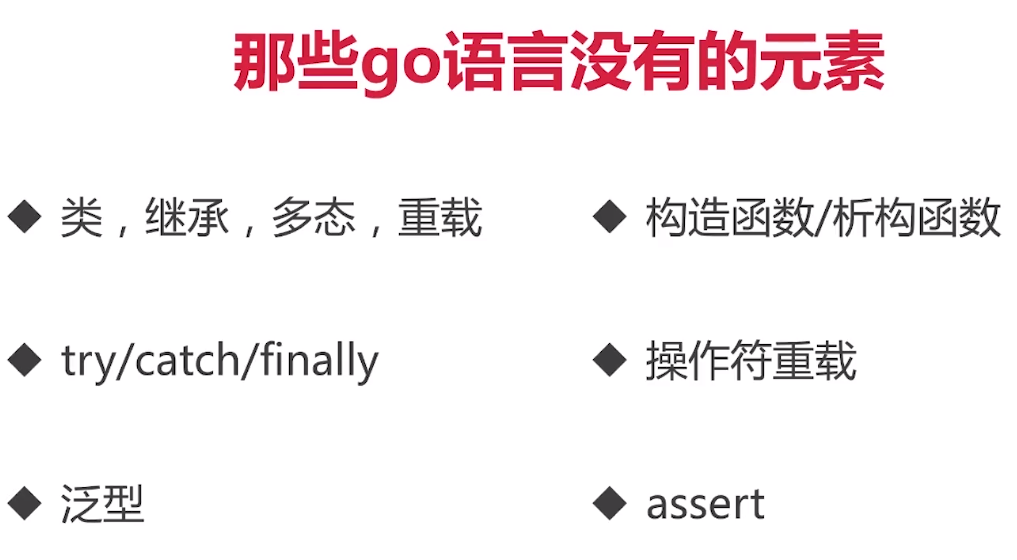 那些go语言没有的元素
◆ 类，继承，多态，重载
◆ 构造函数/析构函数
◆ try/catch/finally
◆ 操作符重载
◆ 泛型
◆ assert